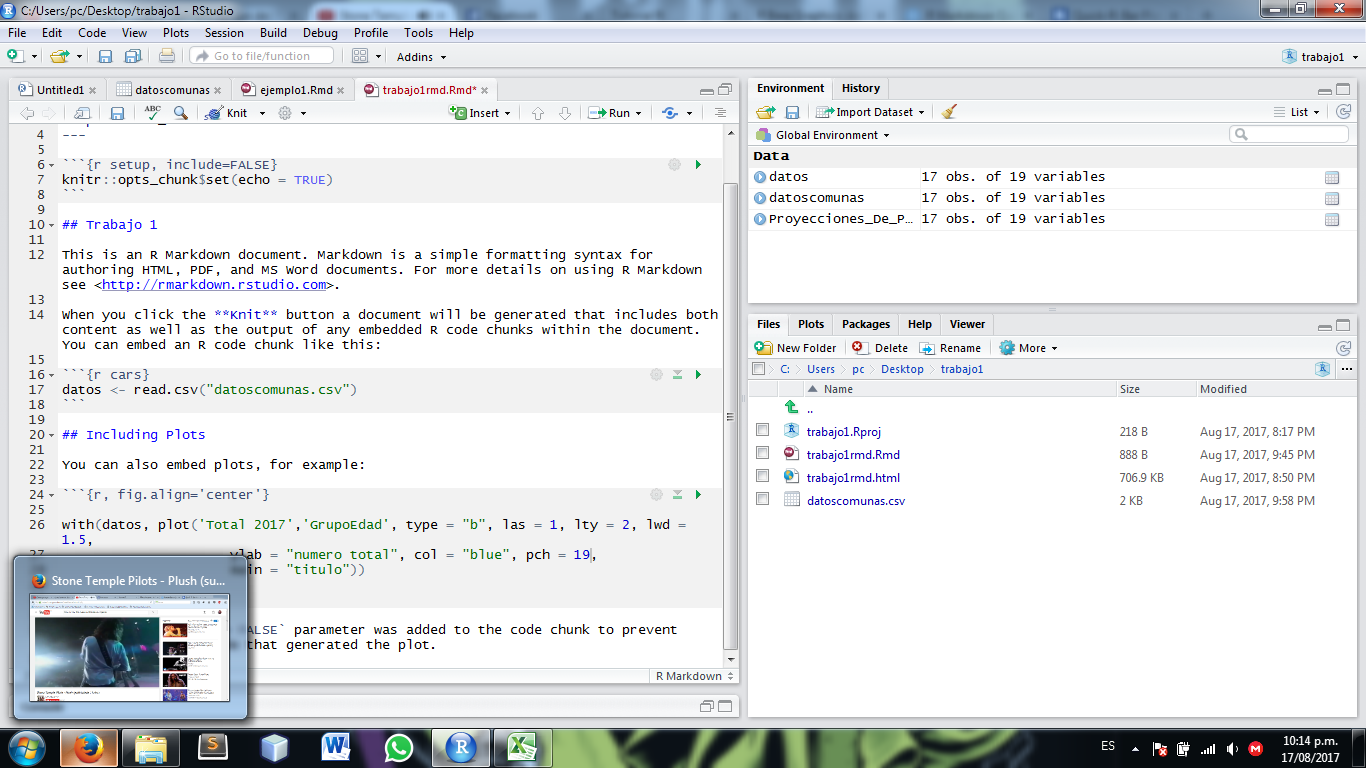 C:/Users/pc/Desktop/trabajo1 - RStudio
File Edit Code View Plots Session Build Debug Profile Tools Help
Go to file/function Addins trabajo1
Untitled1 datoscomunas ejemplo1.Rmd trabajo1rmd.Rmd*
ABC Knit Insert Run
4 ---
5
6 ```{r setup, include=FALSE}
7 knitr::opts_chunk$set(echo = TRUE)
8 ```
9
10 ## Trabajo 1
11
12 This is an R Markdown document. Markdown is a simple formatting syntax for
authoring HTML, PDF, and MS Word documents. For more details on using R Markdown
see <http://rmarkdown.rstudio.com>.
13
14 When you click the **Knit** button a document will be generated that includes both
content as well as the output of any embedded R code chunks within the document.
You can embed an R code chunk like this:
15
16 ```{r cars}
17 datos <- read.csv("datoscomunas.csv")
18 ```
19
20 ## Including Plots
21
22 You can also embed plots, for example:
23
24 ```{r, fig.align='center'}
25
26 with(datos, plot('Total 2017','GrupoEdad', type = "b", las = 1, lty = 2, lwd =
1.5,
27 ylab = "numero total", col = "blue", pch = 19,
= "titulo"))
ALSE` parameter was added to the code chunk to prevent
that generated the plot.
R Markdown
Stone Temple Pilots - Plush (su...
Environment History
Import Dataset List
Global Environment
Data
datos 17 obs. of 19 variables
datoscomunas 17 obs. of 19 variables
Proyecciones_De_P... 17 obs. of 19 variables
Files Plots Packages Help Viewer
New Folder Delete Rename More
C: Users pc Desktop trabajo1 ...
Name Size Modified
..
trabajo1.Rproj 218 B Aug 17, 2017, 8:17 PM
trabajo1rmd.Rmd 888 B Aug 17, 2017, 9:45 PM
trabajo1rmd.html 706.9 KB Aug 17, 2017, 8:50 PM
datoscomunas.csv 2 KB Aug 17, 2017, 9:58 PM
ES 10:14 p.m.
17/08/2017